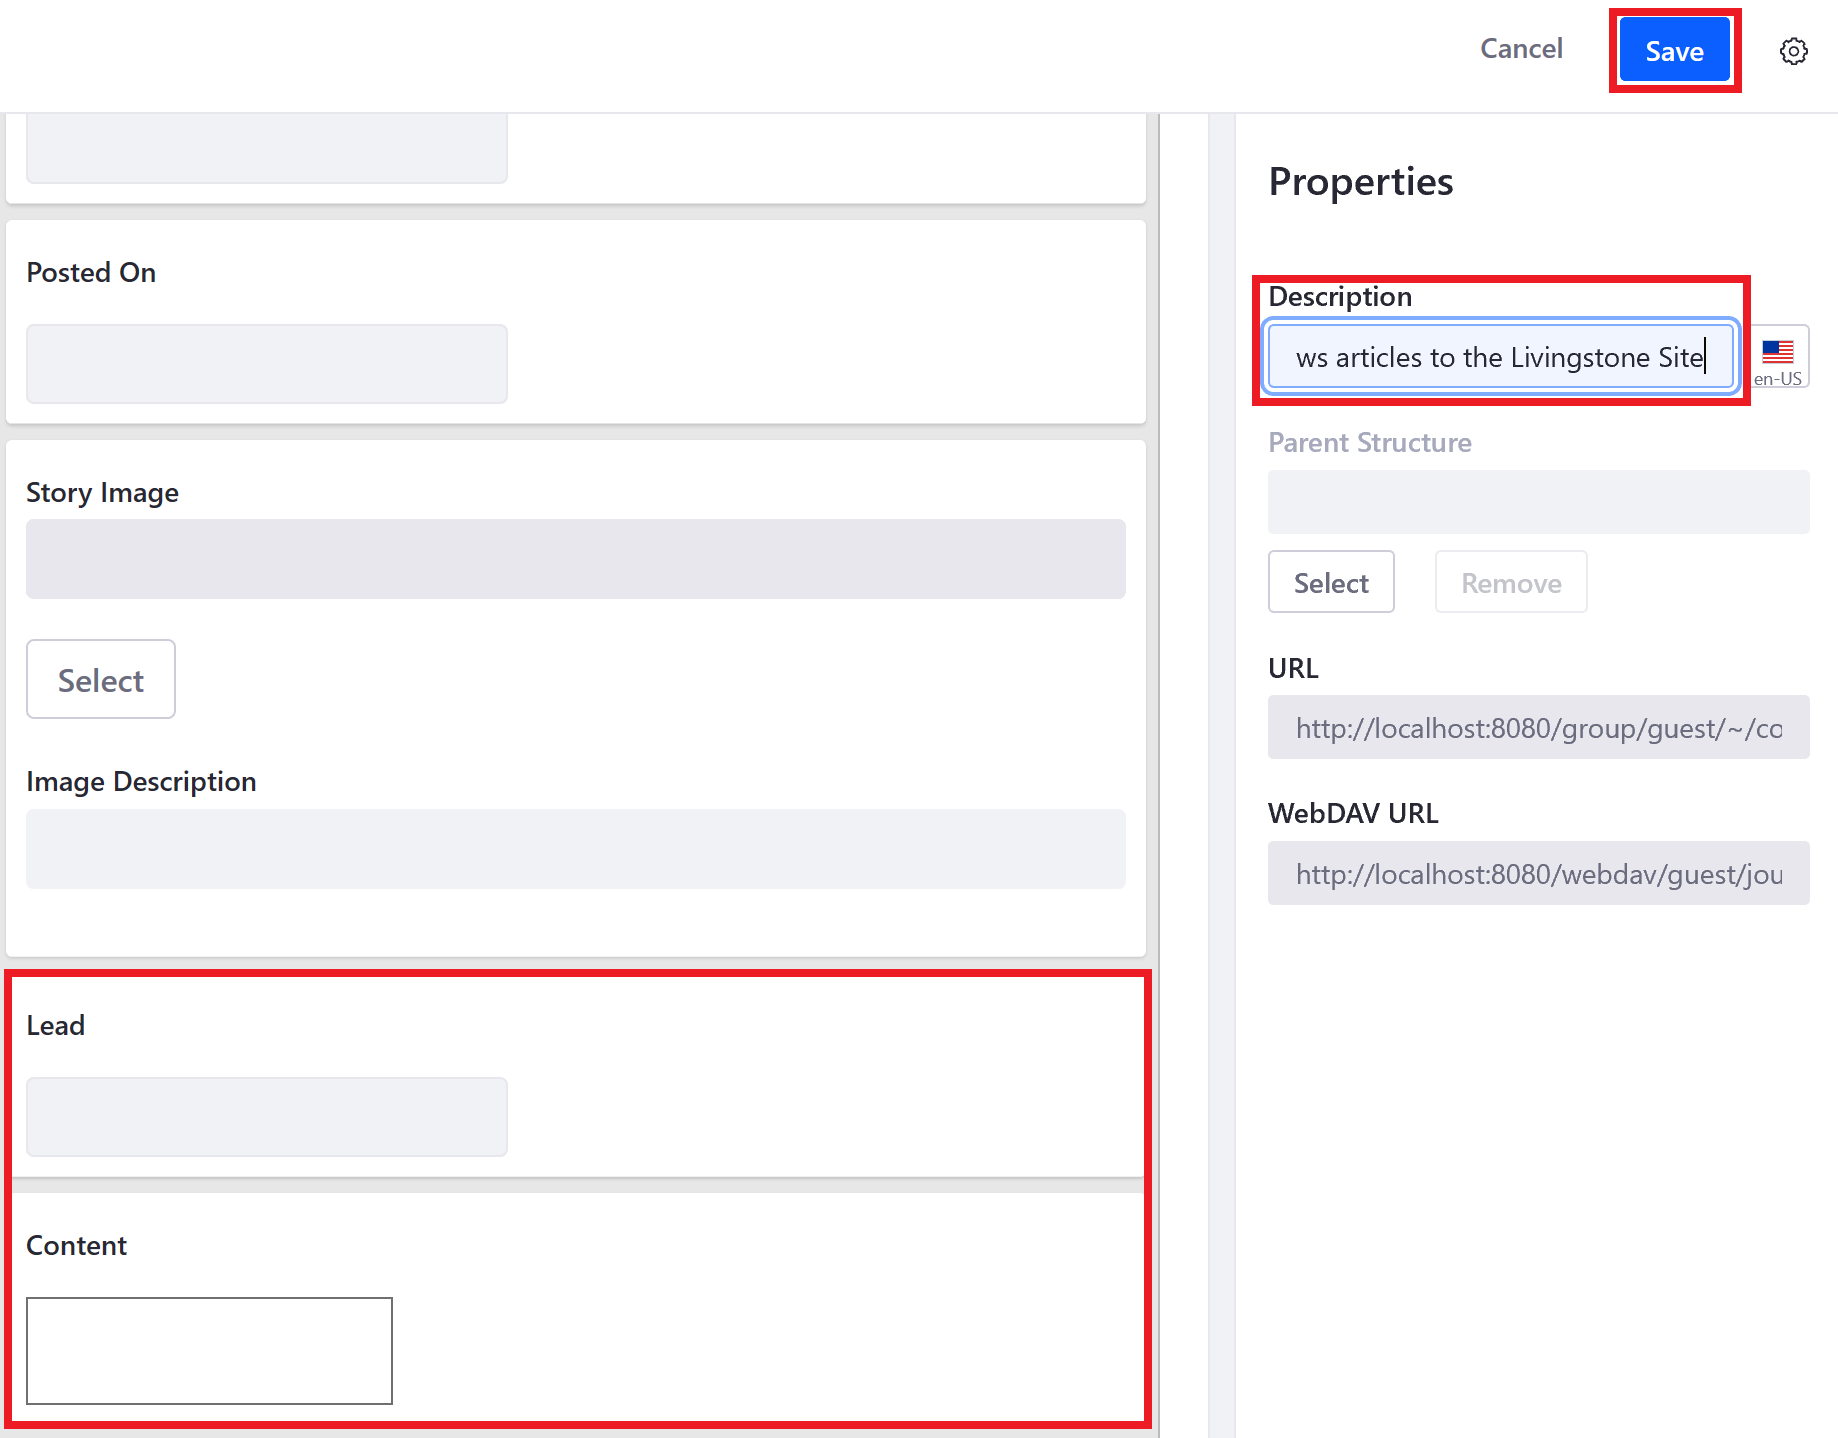 Cancel
Save
Posted On
Story Image
Select
Image Description
Lead
Content
Properties
Description
ws articles to the Livingstone Site
en-US
Parent Structure
Select
Remove
URL
http://localhost:8080/group/guest/~/co
WebDAV URL
http://localhost:8080/webdav/guest/jou